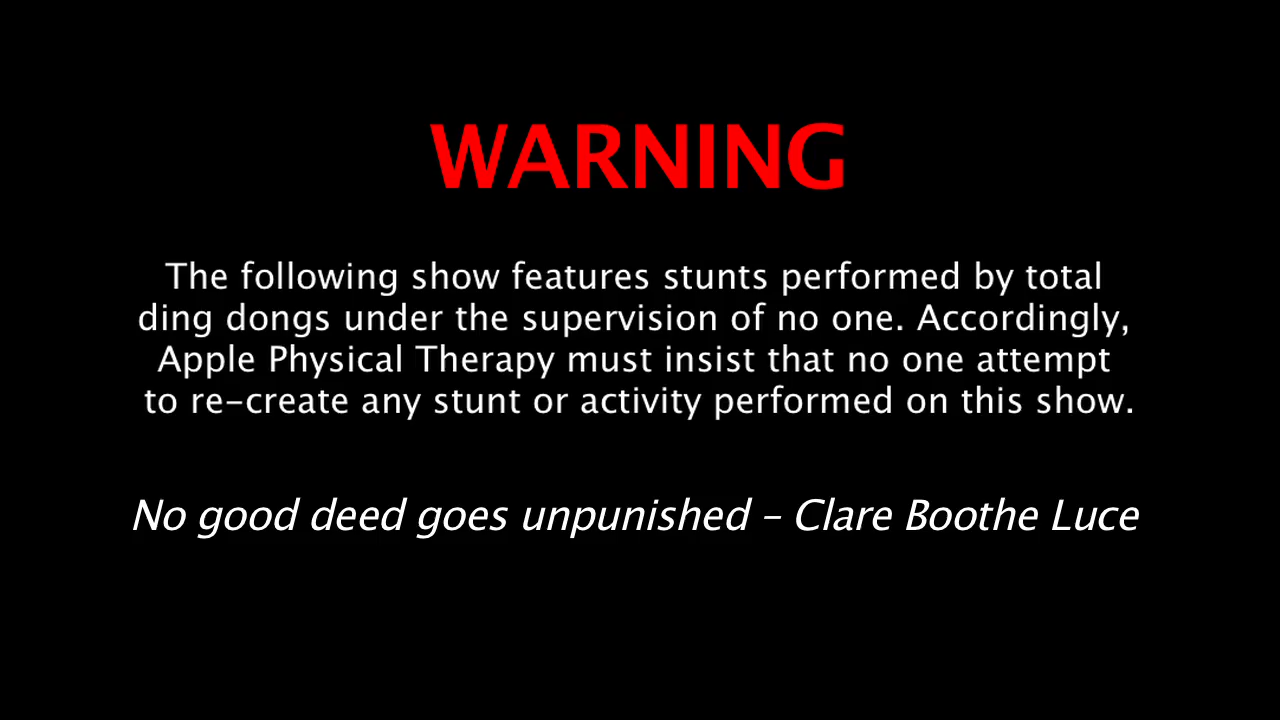 WARNING
The following show features stunts performed by total
ding dongs under the supervision of no one. Accordingly,
Apple Physical Therapy must insist that no one attempt
to re-create any stunt or activity performed on this show.
No good deed goes unpunished – Clare Boothe Luce